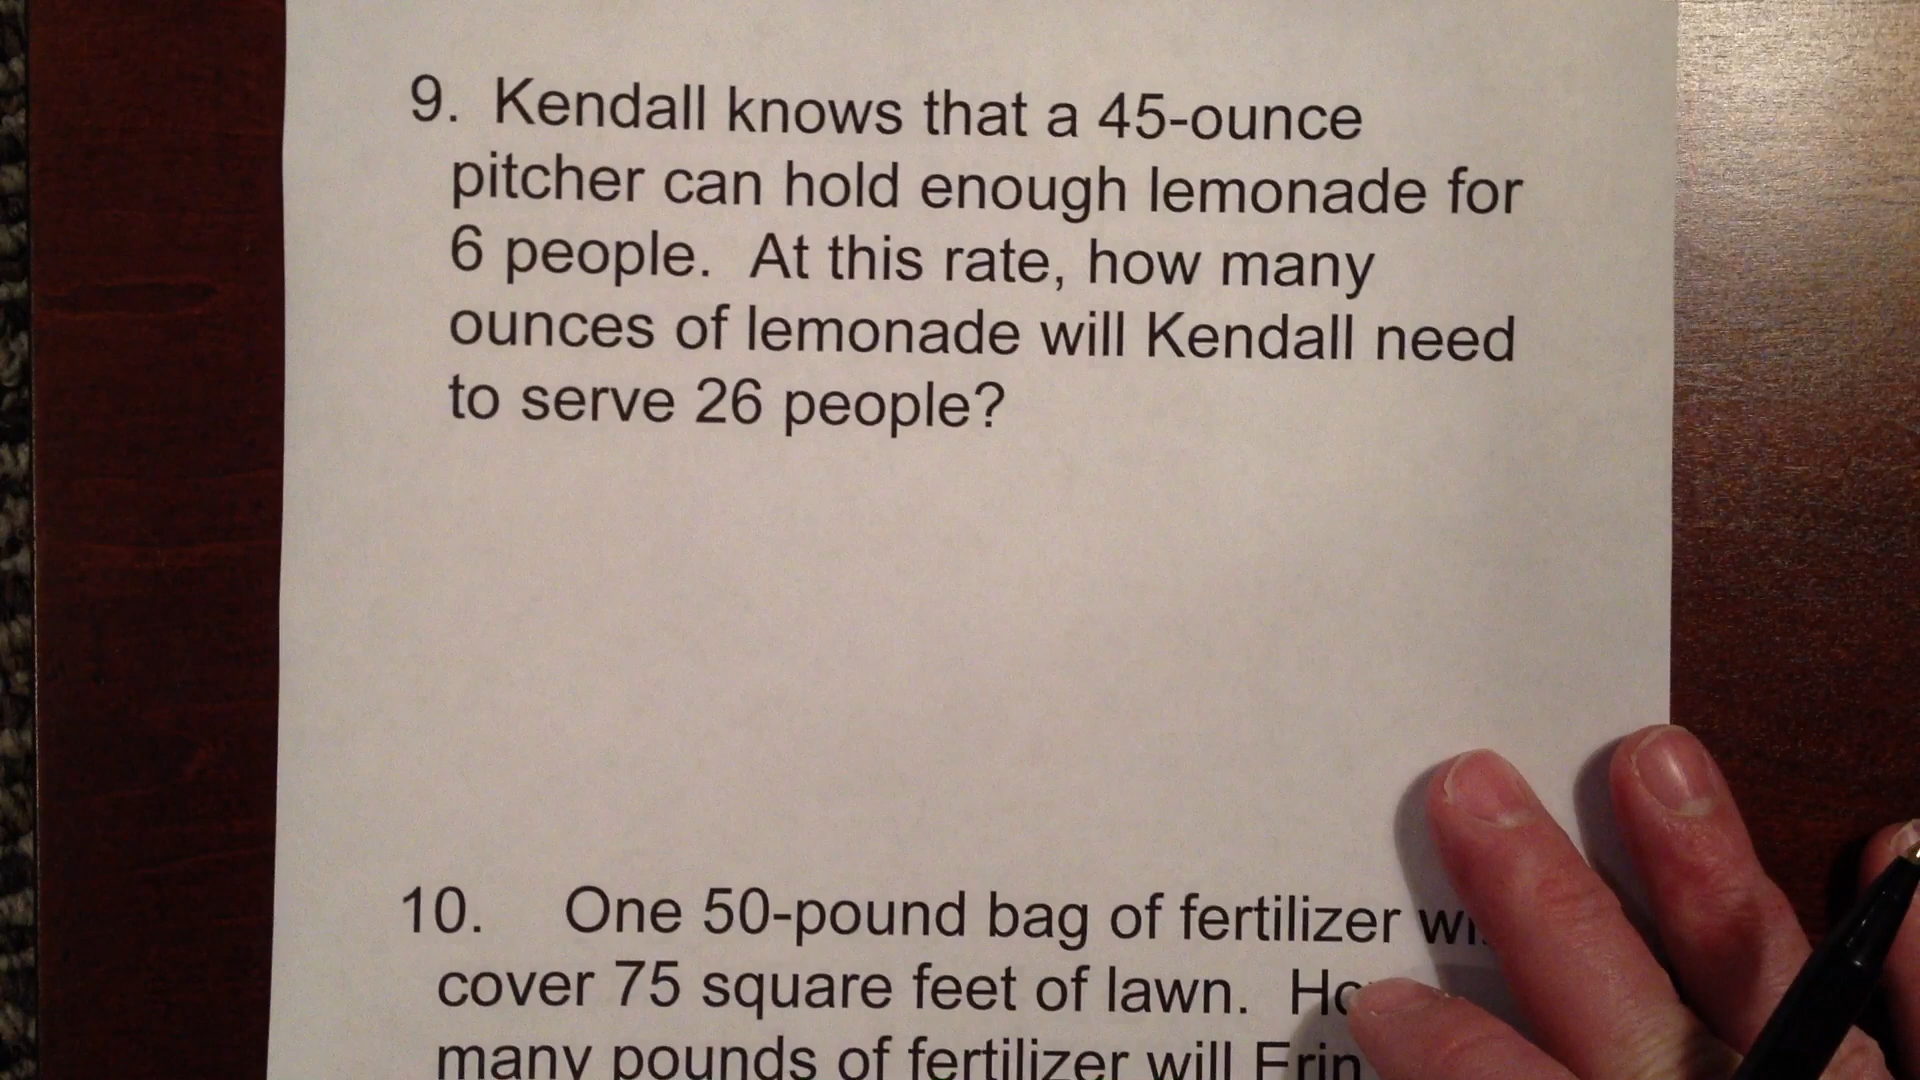 9. Kendall knows that a 45-ounce
pitcher can hold enough lemonade for
6 people. At this rate, how many
ounces of lemonade will Kendall need
to serve 26 people?
10. One 50-pound bag of fertilizer
cover 75 square feet of lawn.
many pounds of fertilizer will Erin